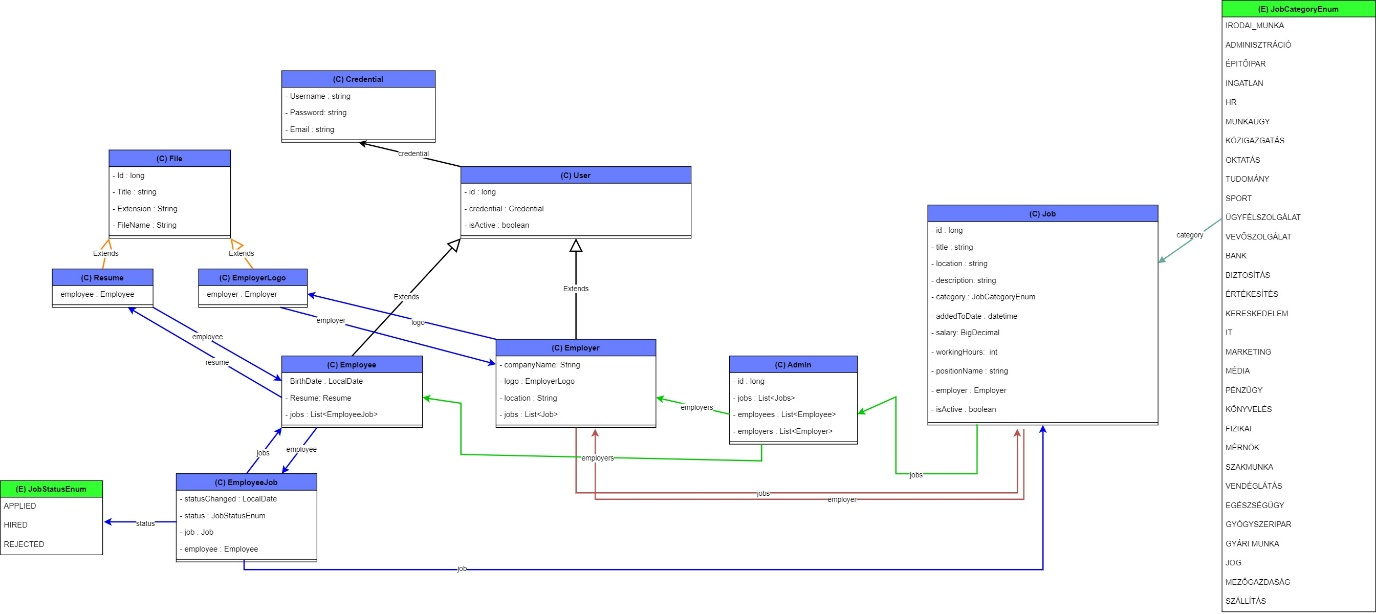 (E) JobCategoryEnum
IRODAI_MUNKA
ADMINISZTRÁCIÓ
ÉPITŐIPAR
INGATLAN
HR
MUNKAUGY
KÖZIGAZGATÁS
OKTATÁS
TUDOMÁNY
SPORT
ÜGYFÉLSZOLGÁLAT
VEVŐSZOLGÁLAT
BANK
BIZTOSÍTÁS
ÉRTÉKESÍTÉS
KERESKEDELEM
IT
MARKETING
MÉDIA
PÉNZÜGY
KÖNYVELÉS
FIZIKAI
MÉRNÖK
SZAKMUNKA
VENDÉGLÁTÁS
EGÉSZSÉGÜGY
GYÓGYSZERIPAR
GYÁRI MUNKA
JOG
MEZŐGAZDASÁG
SZÁLLÍTÁS
(C) Credential
- Username : string
- Password: string
- Email : string
credential
(C) File
- Id : long
- Title : string
- Extension : String
- FileName : String
(C) User
- id : long
- credential : Credential
- isActive : boolean
(C) Job
- id : long
- title : string
- location : string
- description: string
- category : JobCategoryEnum
- addedToDate : datetime
- salary: BigDecimal
- workingHours: int
- positionName : string
- employer : Employer
- isActive : boolean
category
Extends
Extends
(C) Resume
employee : Employee
(C) EmployerLogo
employer : Employer
Extends
Extends
employer
logo
employee
resume
(C) Employee
- BirthDate : LocalDate
- Resume: Resume
- jobs : List<EmployeeJob>
(C) Employer
- companyName: String
- logo : EmployerLogo
- location : String
- jobs : List<Job>
(C) Admin
id : long
- jobs : List<Jobs>
- employees : List<Employee>
- employers : List<Employer>
employers
employers
jobs
jobs
employer
jobs
employee
(C) EmployeeJob
- statusChanged : LocalDate
- status : JobStatusEnum
- job : Job
- employee : Employee
(E) JobStatusEnum
APPLIED
HIRED
REJECTED
status
job